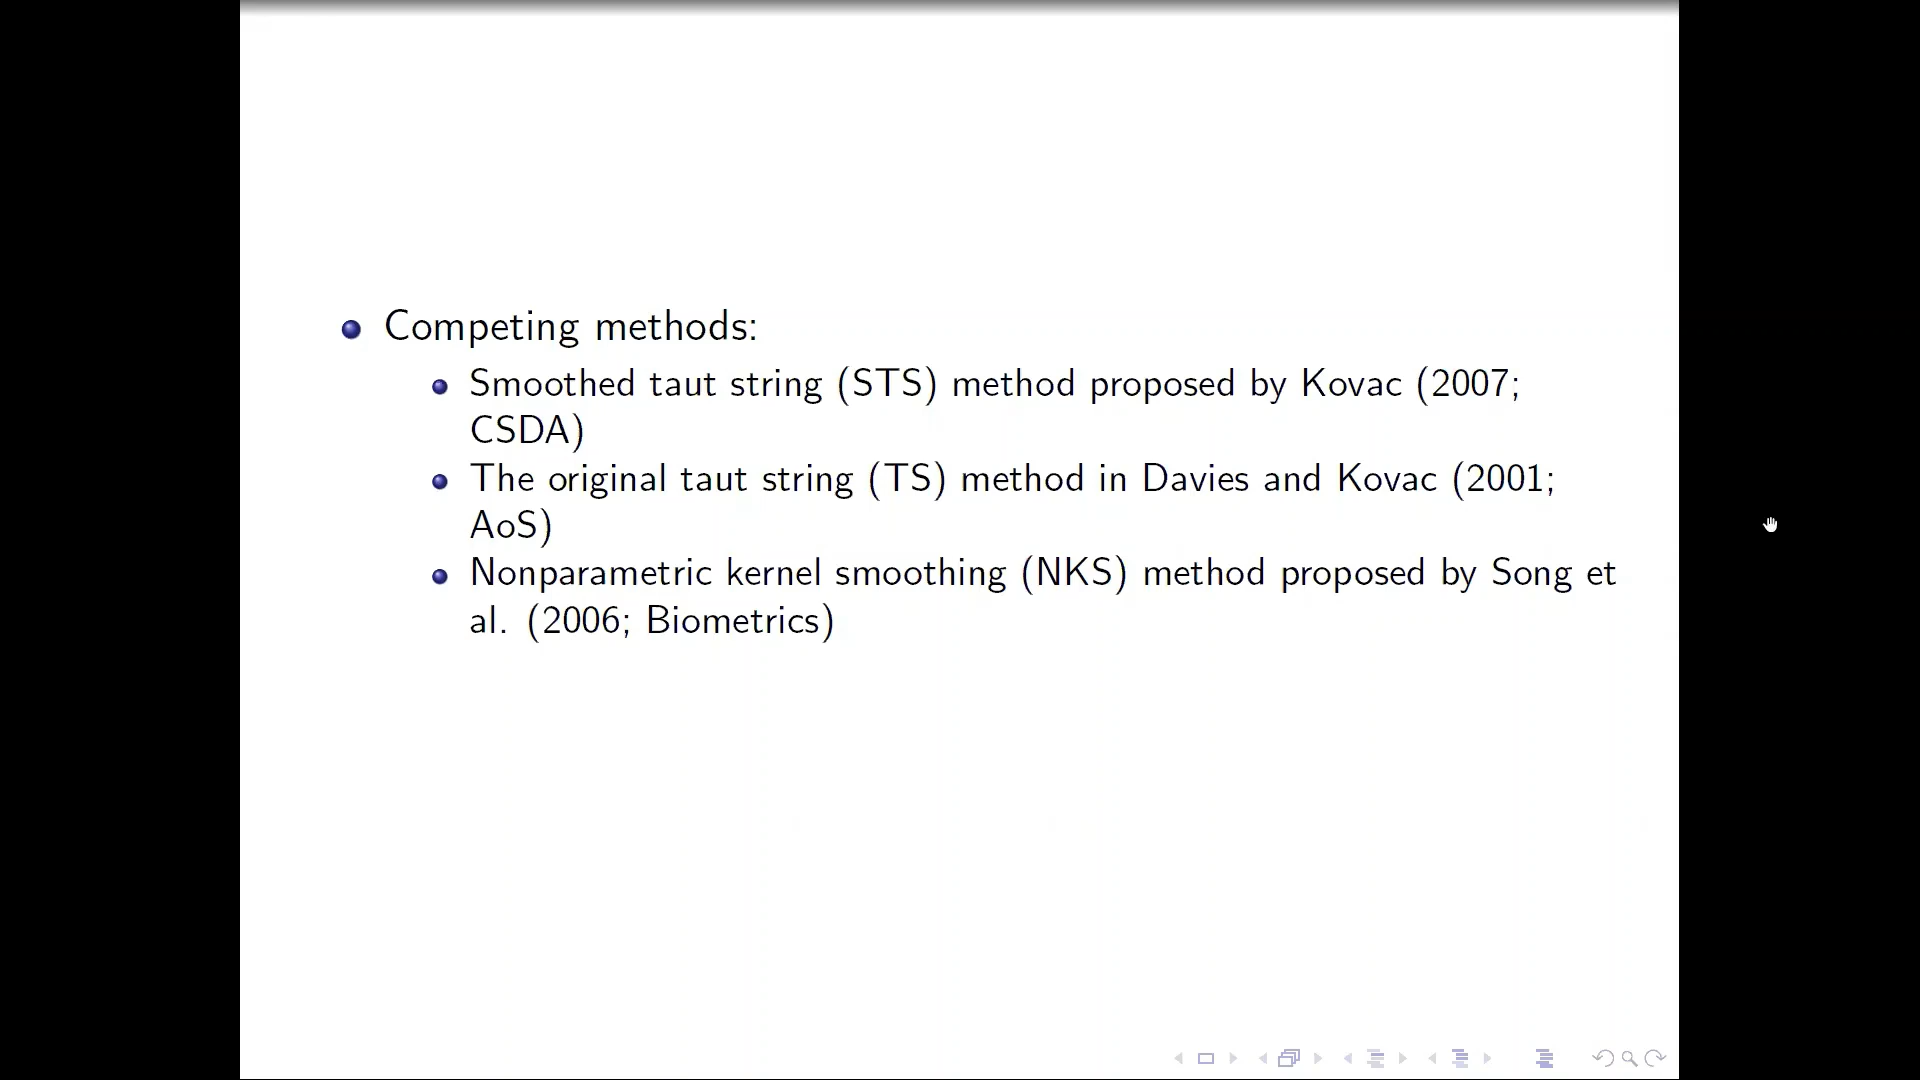 Competing methods:
Smoothed taut string (STS) method proposed by Kovac (2007;
CSDA)
The original taut string (TS) method in Davies and Kovac (2001;
AoS)
Nonparametric kernel smoothing (NKS) method proposed by Song et
al. (2006; Biometrics)